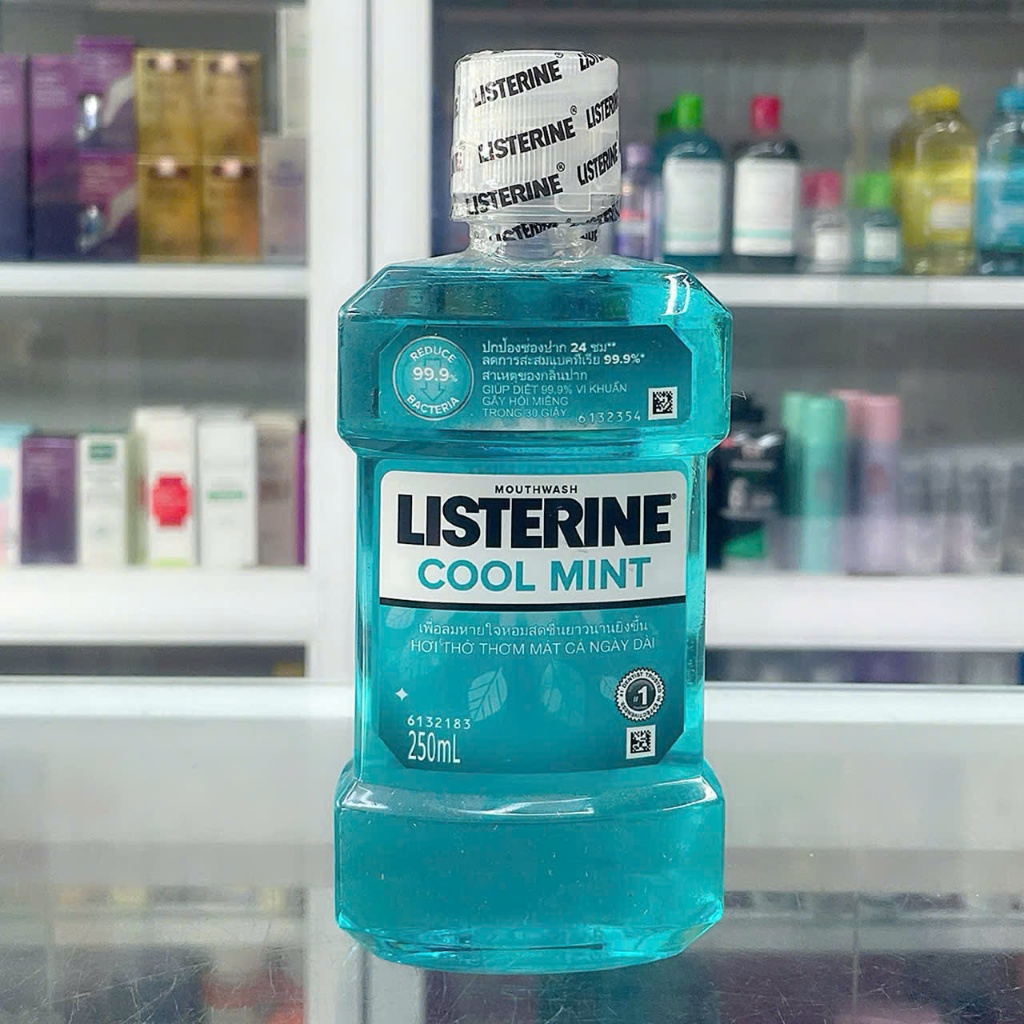 LISTERINE®
LISTERINE®
LISTERINE®
REDUCE
99.9%
BACTERIA
ปกป้องช่องปาก 24 ชม**
ลดการสะสมแบคทีเรีย 99.9%*
สาเหตุของกลิ่นปาก
GIÚP DIỆT 99.9% VI KHUẨN
GÂY HÔI MIỆNG
TRONG 30 GIÂY
6132354
MOUTHWASH
LISTERINE®
COOL MINT
เพื่อลมหายใจหอมสดชื่นยาวนานยิ่งขึ้น
HƠI THỞ THƠM MÁT CẢ NGÀY DÀI
#1
6132183
250mL